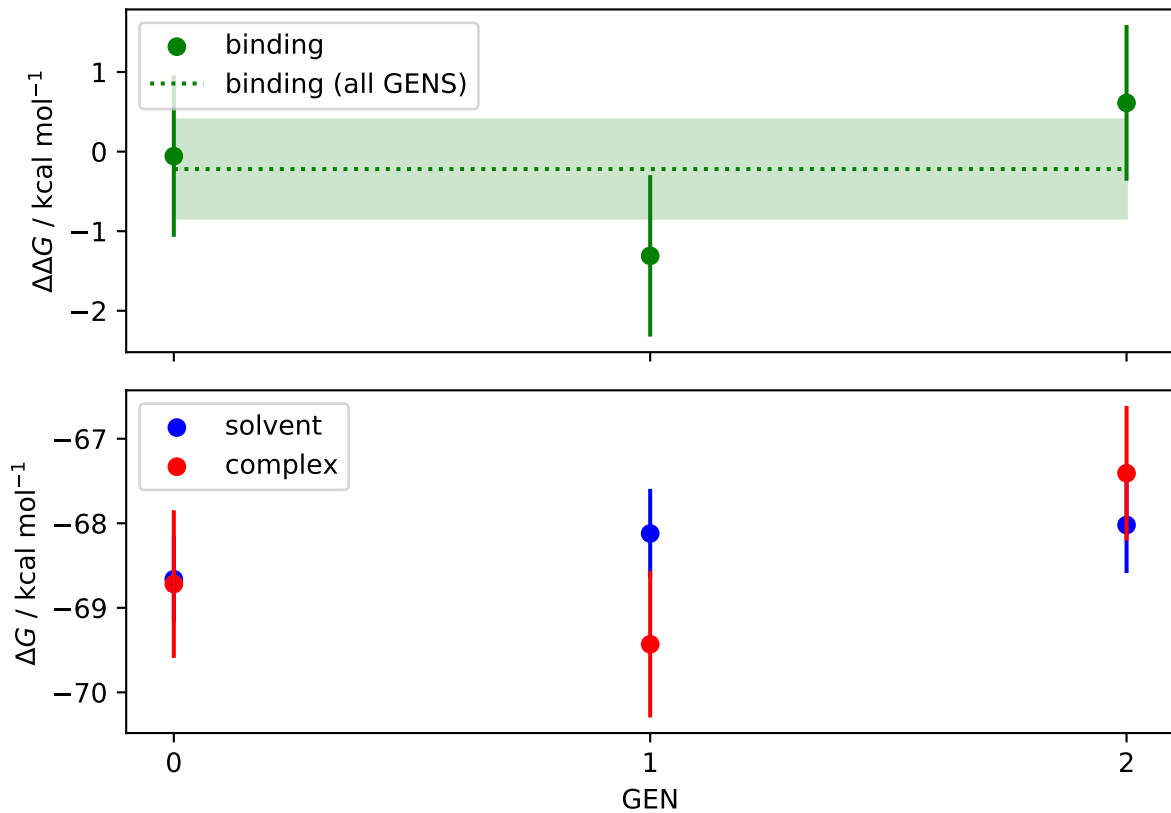 binding
binding (all GENS)
ΔΔG / kcal mol⁻¹
1
0
−1
−2
solvent
complex
ΔG / kcal mol⁻¹
−67
−68
−69
−70
0 1 2
GEN